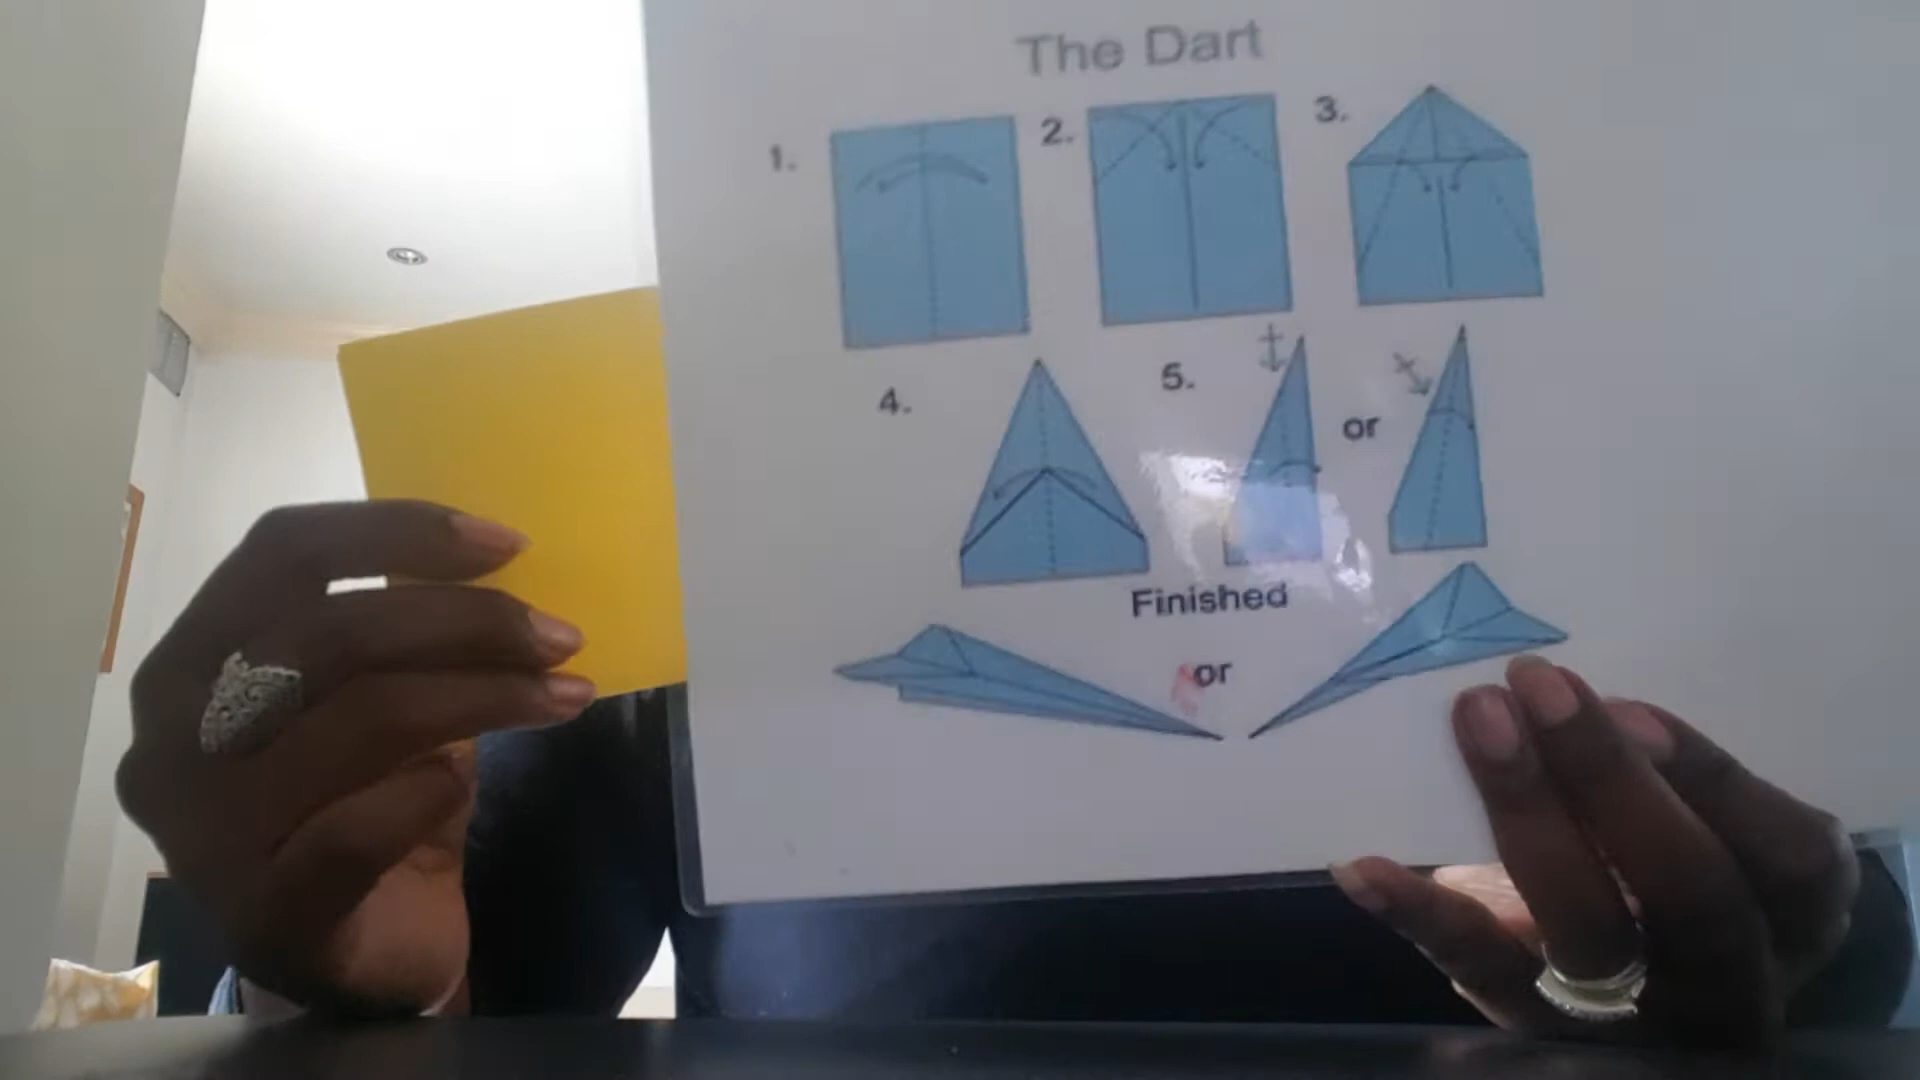 The Dart
1.
2.
3.
4.
5.
or
Finished
or